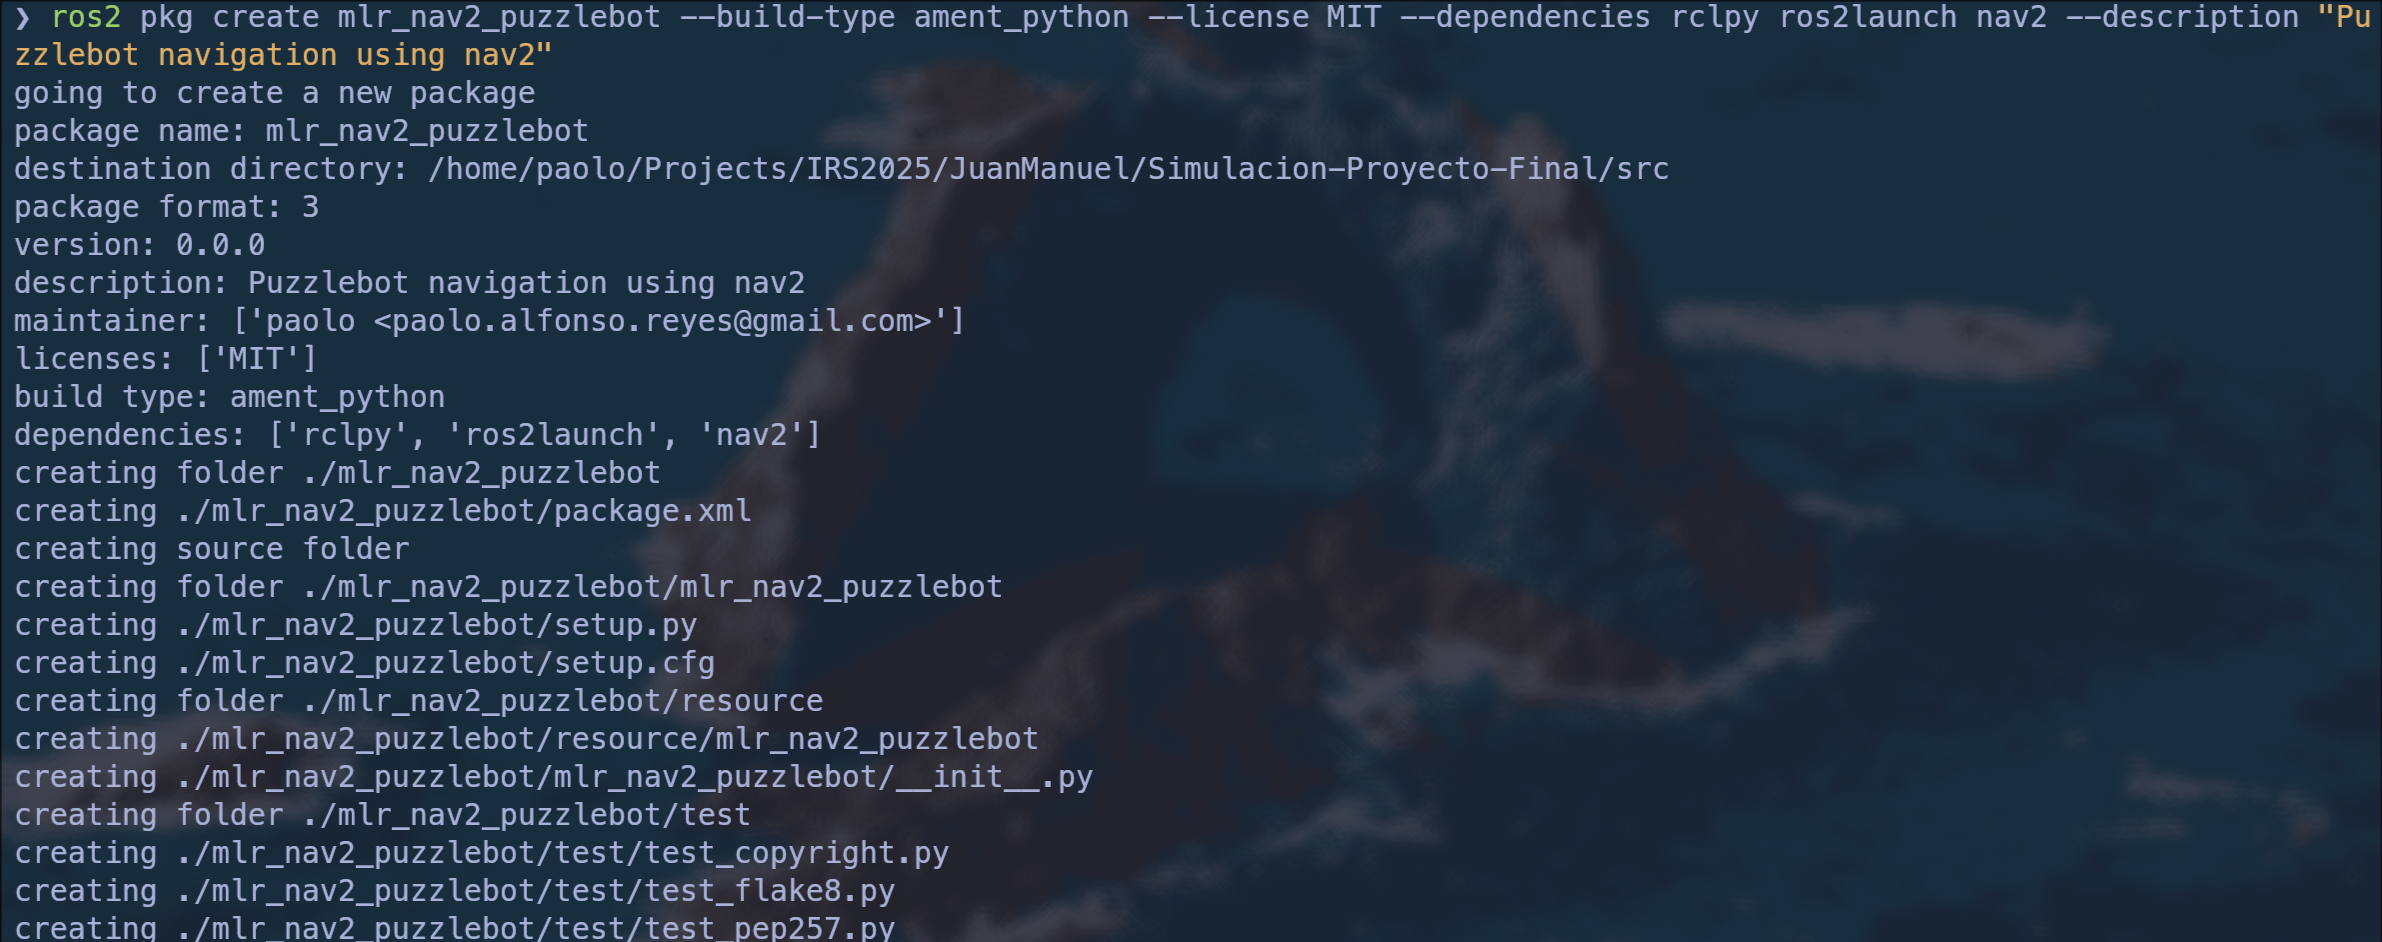 ❯ ros2 pkg create mlr_nav2_puzzlebot --build-type ament_python --license MIT --dependencies rclpy ros2launch nav2 --description "Pu
zzlebot navigation using nav2"
going to create a new package
package name: mlr_nav2_puzzlebot
destination directory: /home/paolo/Projects/IRS2025/JuanManuel/Simulacion-Proyecto-Final/src
package format: 3
version: 0.0.0
description: Puzzlebot navigation using nav2
maintainer: ['paolo <paolo.alfonso.reyes@gmail.com>']
licenses: ['MIT']
build type: ament_python
dependencies: ['rclpy', 'ros2launch', 'nav2']
creating folder ./mlr_nav2_puzzlebot
creating ./mlr_nav2_puzzlebot/package.xml
creating source folder
creating folder ./mlr_nav2_puzzlebot/mlr_nav2_puzzlebot
creating ./mlr_nav2_puzzlebot/setup.py
creating ./mlr_nav2_puzzlebot/setup.cfg
creating folder ./mlr_nav2_puzzlebot/resource
creating ./mlr_nav2_puzzlebot/resource/mlr_nav2_puzzlebot
creating ./mlr_nav2_puzzlebot/mlr_nav2_puzzlebot/__init__.py
creating folder ./mlr_nav2_puzzlebot/test
creating ./mlr_nav2_puzzlebot/test/test_copyright.py
creating ./mlr_nav2_puzzlebot/test/test_flake8.py
creating ./mlr_nav2_puzzlebot/test/test_pep257.py